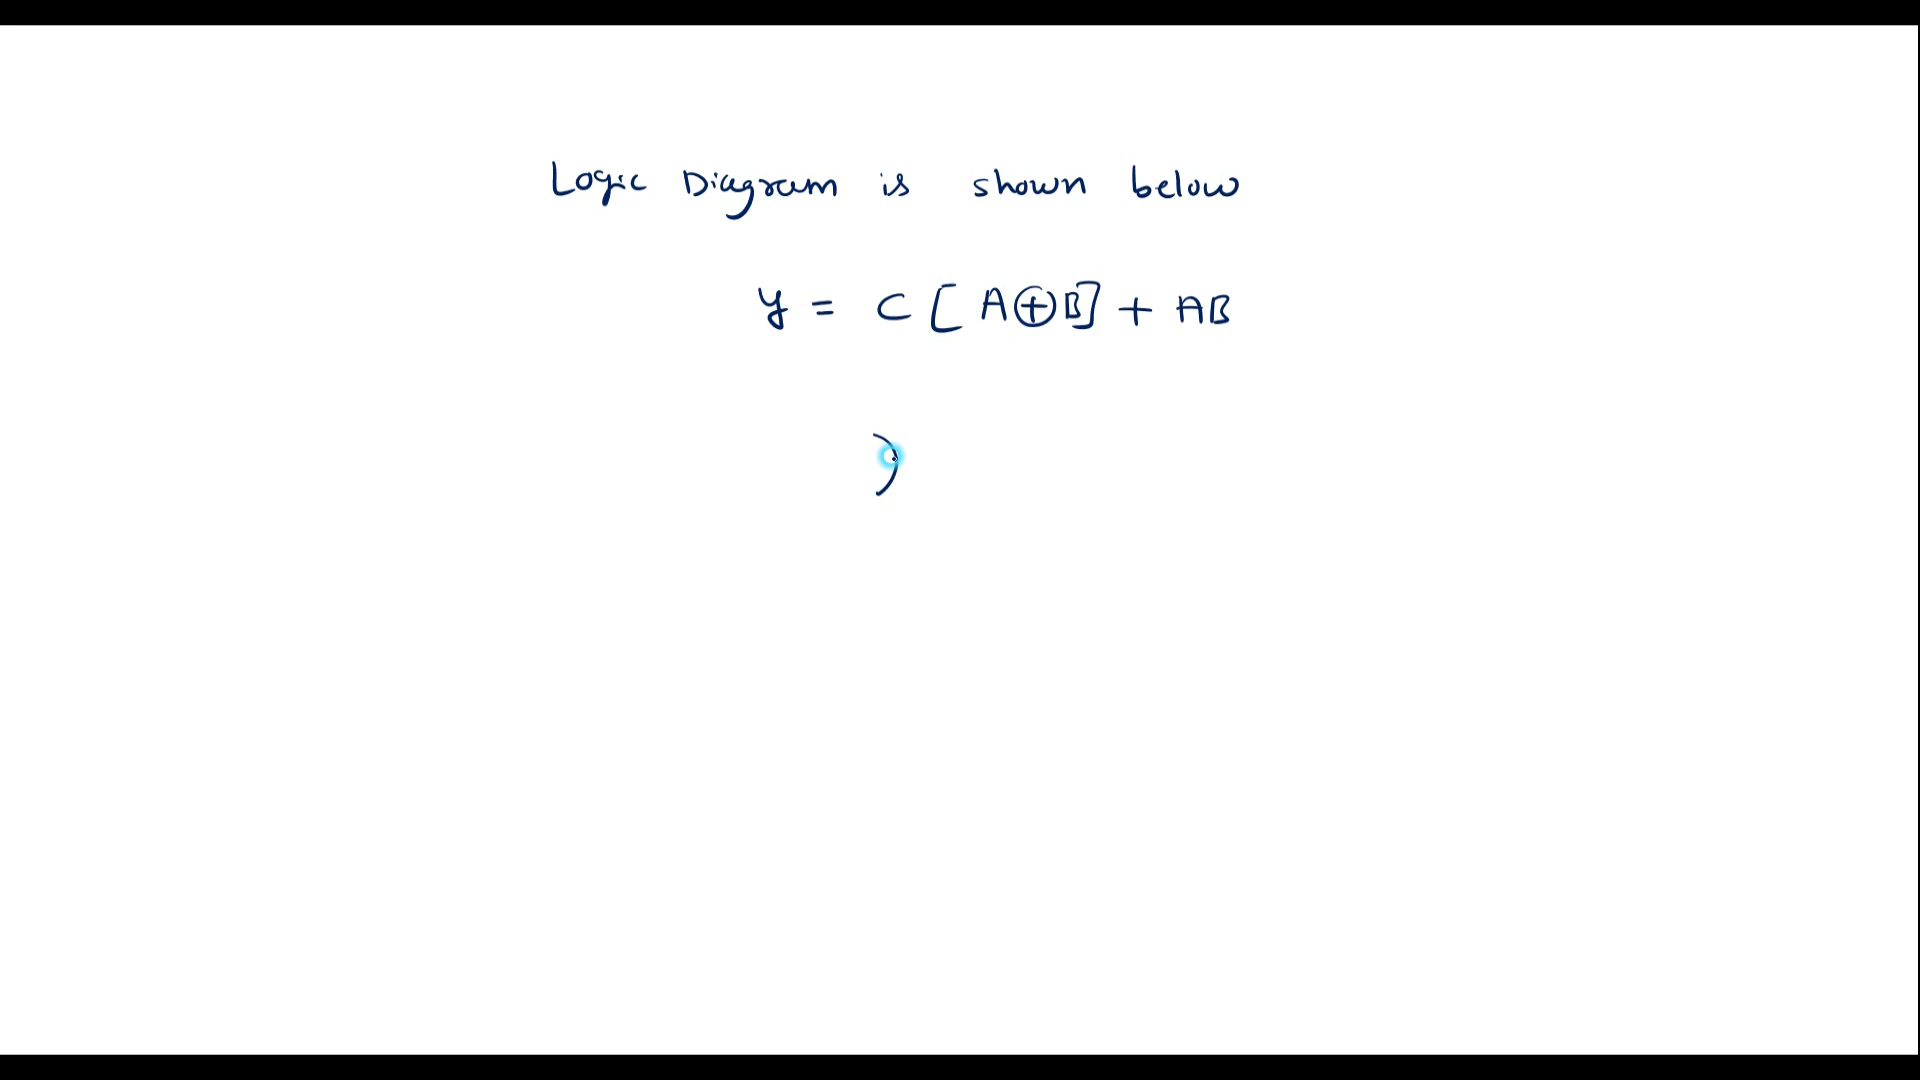 Logic Diagram is shown below
y = C [ A⊕B] + AB